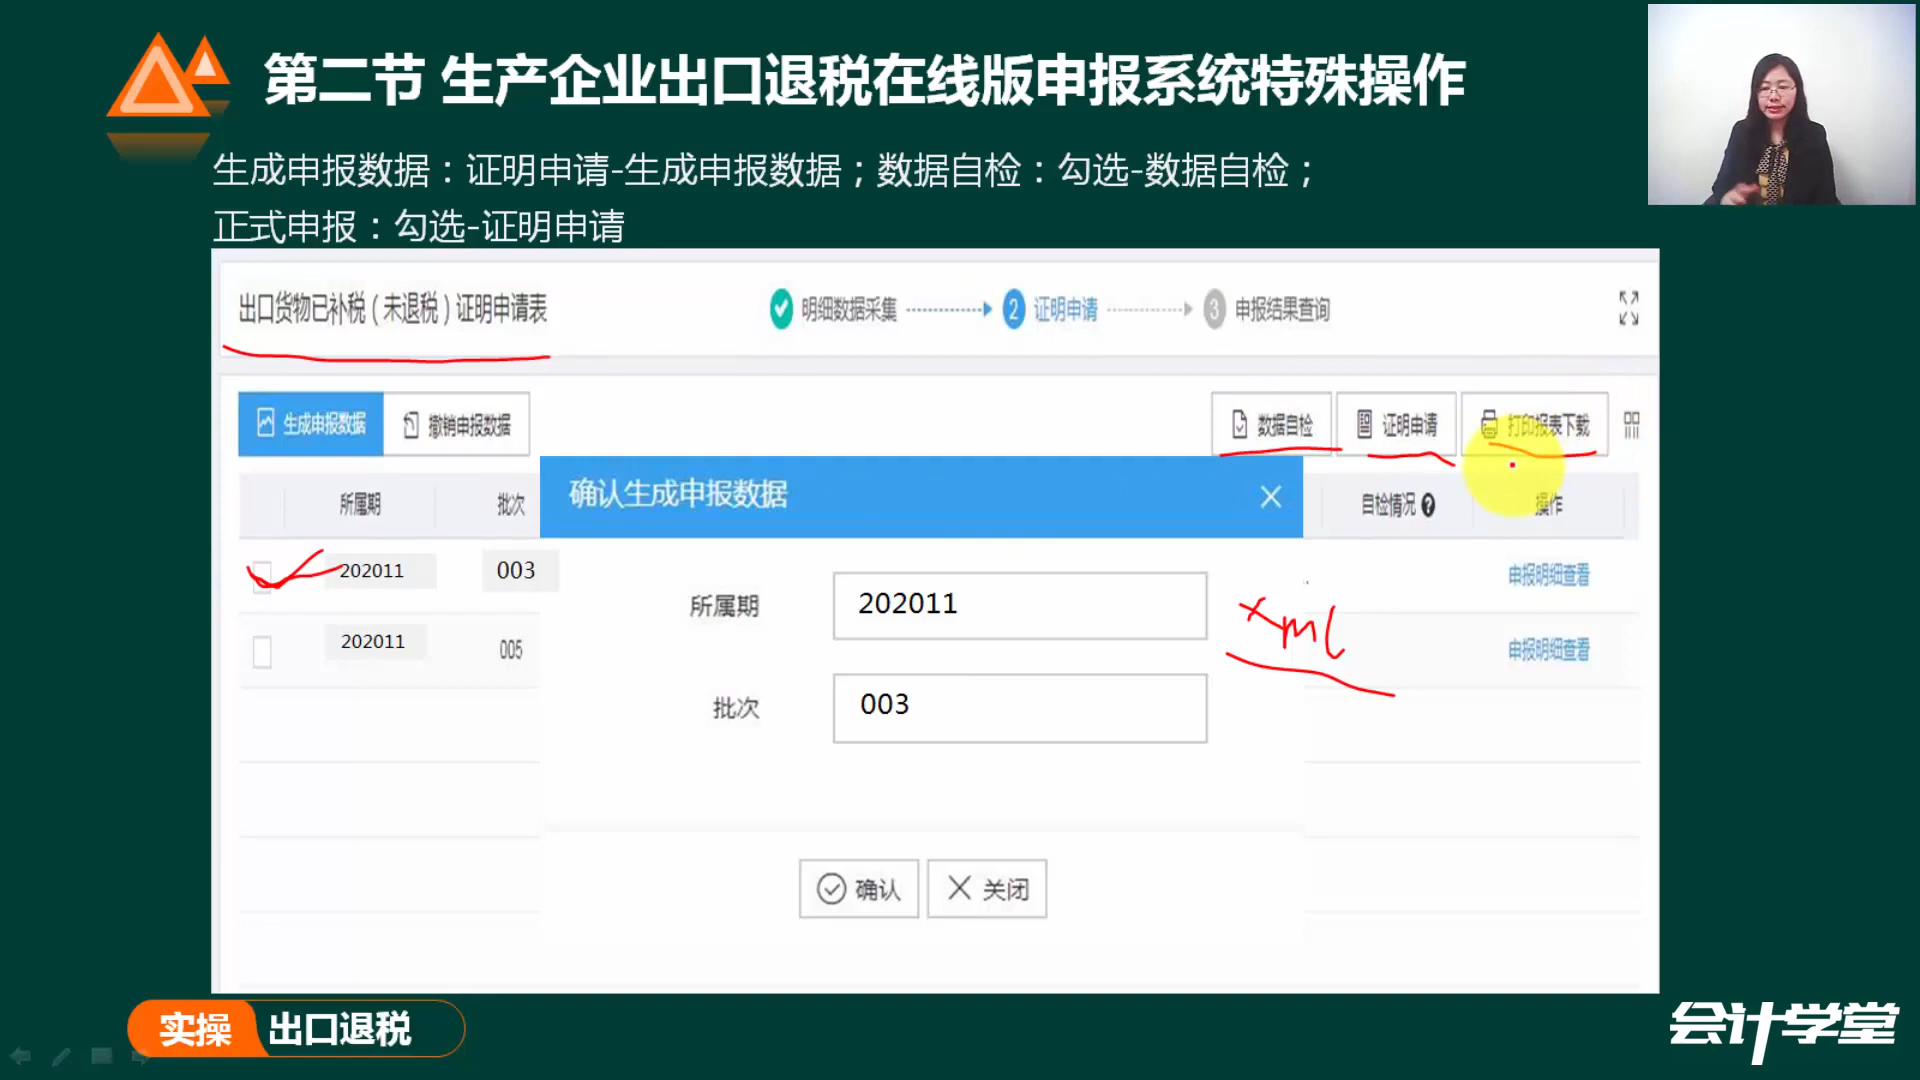 第二节 生产企业出口退税在线版申报系统特殊操作
生成申报数据：证明申请-生成申报数据；数据自检：勾选-数据自检；
正式申报：勾选-证明申请
出口货物已补税（未退税）证明申请表
明细数据采集
2 证明申请
3 申报结果查询
生成申报数据
撤销申报数据
数据自检
证明申请
打印报表下载
所属期
批次
自检情况
操作
确认生成申报数据
202011
003
申报明细查看
202011
005
申报明细查看
所属期
202011
批次
003
xml
确认
关闭
实操 出口退税
会计学堂